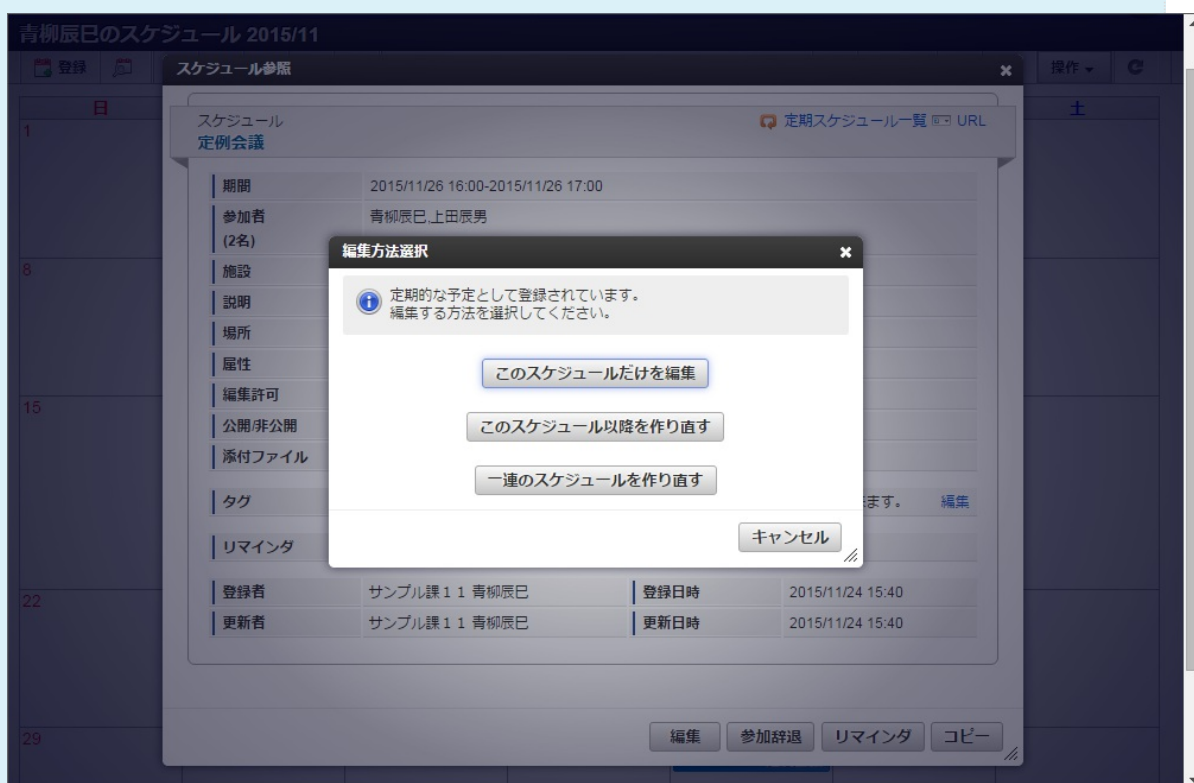 青柳辰巳のスケジュール 2015/11
登録
操作
スケジュール参照
日
土
1
スケジュール
定例会議
定期スケジュール一覧 URL
期間 2015/11/26 16:00-2015/11/26 17:00
参加者 青柳辰巳,上田辰男
(2名)
編集方法選択
8
施設
定期的な予定として登録されています。
編集する方法を選択してください。
説明
場所
属性
このスケジュールだけを編集
編集許可
15
公開/非公開
このスケジュール以降を作り直す
添付ファイル
一連のスケジュールを作り直す
タグ
ます。 編集
キャンセル
リマインダ
22
登録者 サンプル課11 青柳辰巳 登録日時 2015/11/24 15:40
更新者 サンプル課11 青柳辰巳 更新日時 2015/11/24 15:40
29
編集 参加辞退 リマインダ コピー